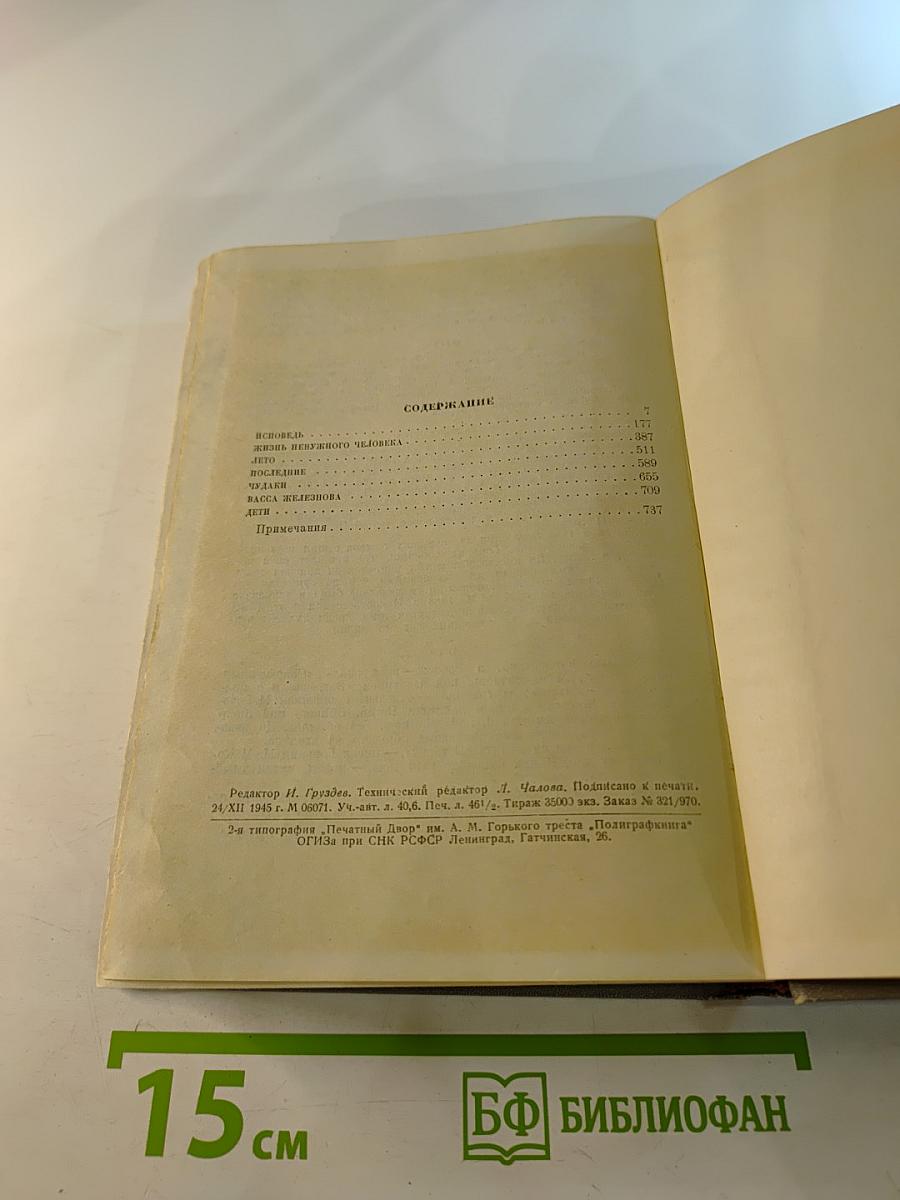 СОДЕРЖАНИЕ
ИСПОВЕДЬ . . . . . . . . . . 7
ЖИЗНЬ НЕНУЖНОГО ЧЕЛОВЕКА . . . . . . . . . . 177
ЛЕТО . . . . . . . . . . 387
ПОСЛЕДНИЕ . . . . . . . . . . 511
ЧУДАКИ . . . . . . . . . . 589
ВАССА ЖЕЛЕЗНОВА . . . . . . . . . . 655
ДЕТИ . . . . . . . . . . 709
Примечания . . . . . . . . . . 737
Редактор И. Груздев. Технический редактор Л. Чалова. Подписано к печати.
24/XII 1945 г. М 06071. Уч.-авт. л. 40,6. Печ. л. 46 1/2. Тираж 35000 экз. Заказ № 321/970.
2-я типография „Печатный Двор“ им. А. М. Горького треста „Полиграфкнига“
ОГИЗа при СНК РСФСР Ленинград, Гатчинская, 26.
15 см
БФ БИБЛИОФАН